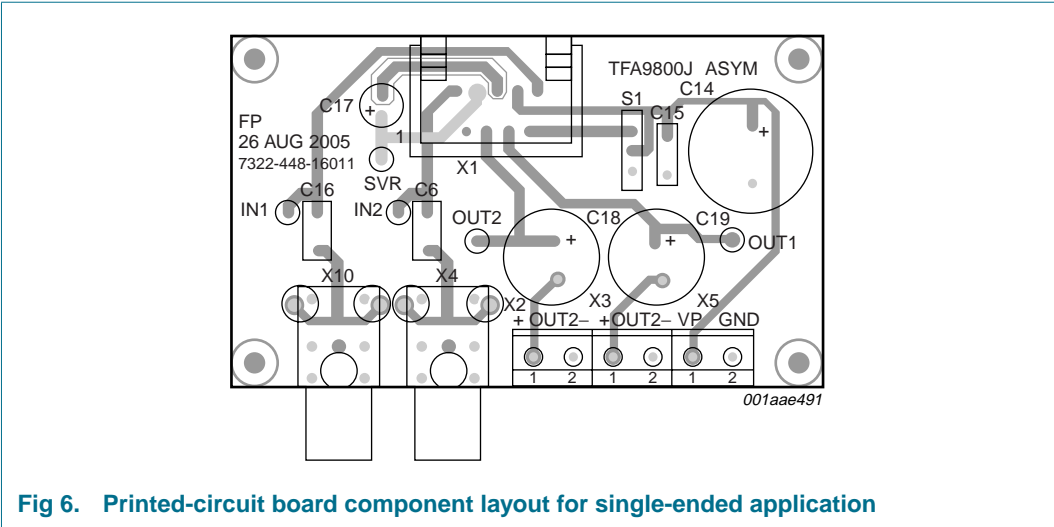 TFA9800J ASYM
C14
S1
C15
+
C17
+
1
FP
26 AUG 2005
7322-448-16011
X1
SVR
C16
C6
IN1
IN2
OUT2
C18
C19
+
+
OUT1
X10
X4
X2
X3
X5
+ OUT2–
+OUT2–
VP GND
1 2 1 2 1 2
001aae491
Fig 6. Printed-circuit board component layout for single-ended application